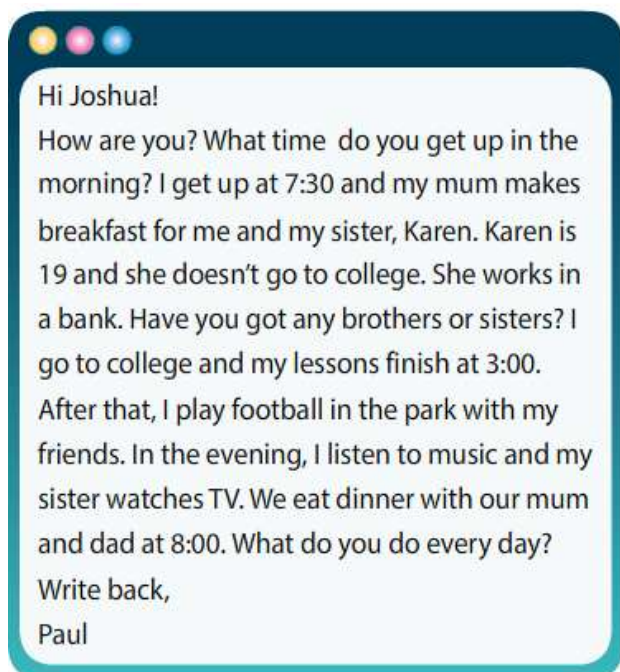 Hi Joshua!
How are you? What time do you get up in the
morning? I get up at 7:30 and my mum makes
breakfast for me and my sister, Karen. Karen is
19 and she doesn’t go to college. She works in
a bank. Have you got any brothers or sisters? I
go to college and my lessons finish at 3:00.
After that, I play football in the park with my
friends. In the evening, I listen to music and my
sister watches TV. We eat dinner with our mum
and dad at 8:00. What do you do every day?
Write back,
Paul